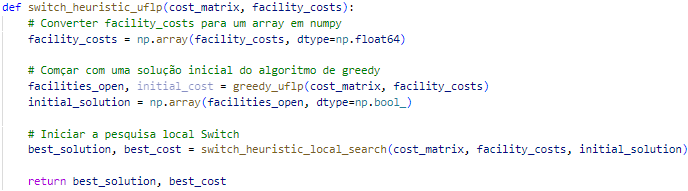 def switch_heuristic_uflp(cost_matrix, facility_costs):
# Converter facility_costs para um array em numpy
facility_costs = np.array(facility_costs, dtype=np.float64)
# Comçar com uma solução inicial do algoritmo de greedy
facilities_open, initial_cost = greedy_uflp(cost_matrix, facility_costs)
initial_solution = np.array(facilities_open, dtype=np.bool_)
# Iniciar a pesquisa local Switch
best_solution, best_cost = switch_heuristic_local_search(cost_matrix, facility_costs, initial_solution)
return best_solution, best_cost